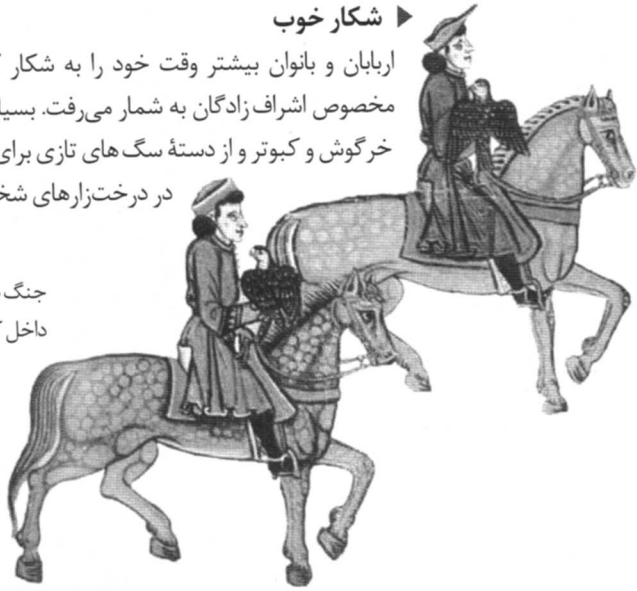 شکار خوب
اربابان و بانوان بیشتر وقت خود را به شکار
مخصوص اشراف‌زادگان به شمار می‌رفت. بسیا
خرگوش و کبوتر و از دستهٔ سگ‌های تازی برای
در درخت‌زارهای شخ
جنگ
داخل